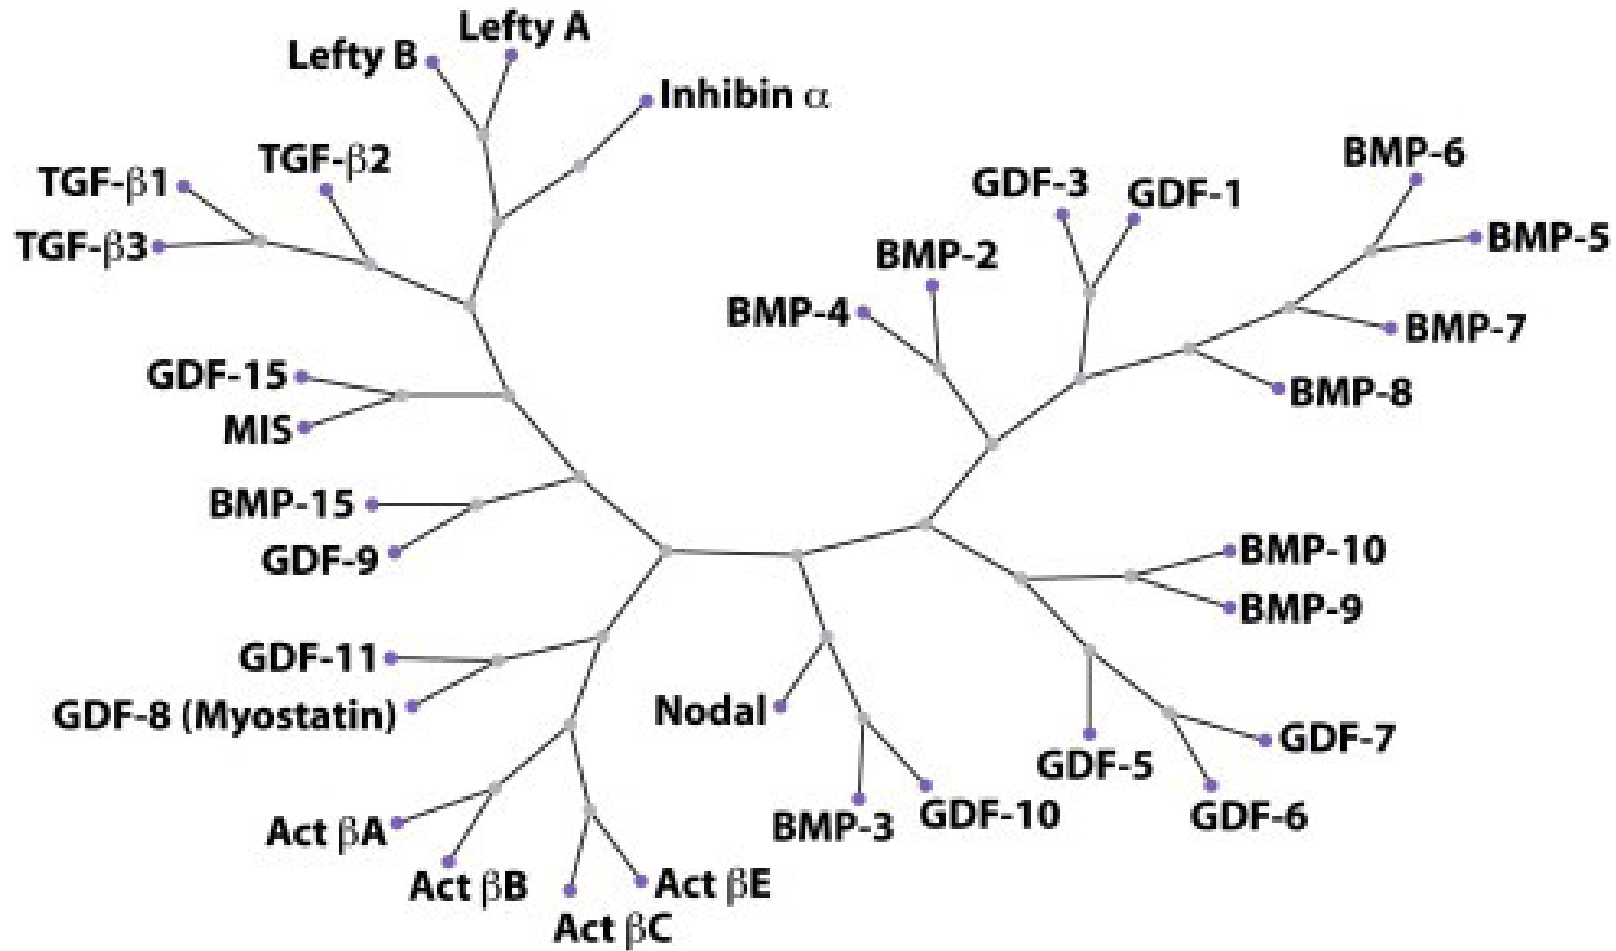 Lefty A
Lefty B
Inhibin α
TGF-β2
TGF-β1
TGF-β3
GDF-15
MIS
BMP-15
GDF-9
GDF-11
GDF-8 (Myostatin)
Act βA
Act βB
Act βC
Act βE
Nodal
BMP-3
GDF-10
GDF-5
GDF-6
GDF-7
BMP-9
BMP-10
BMP-4
BMP-2
GDF-3
GDF-1
BMP-6
BMP-5
BMP-7
BMP-8